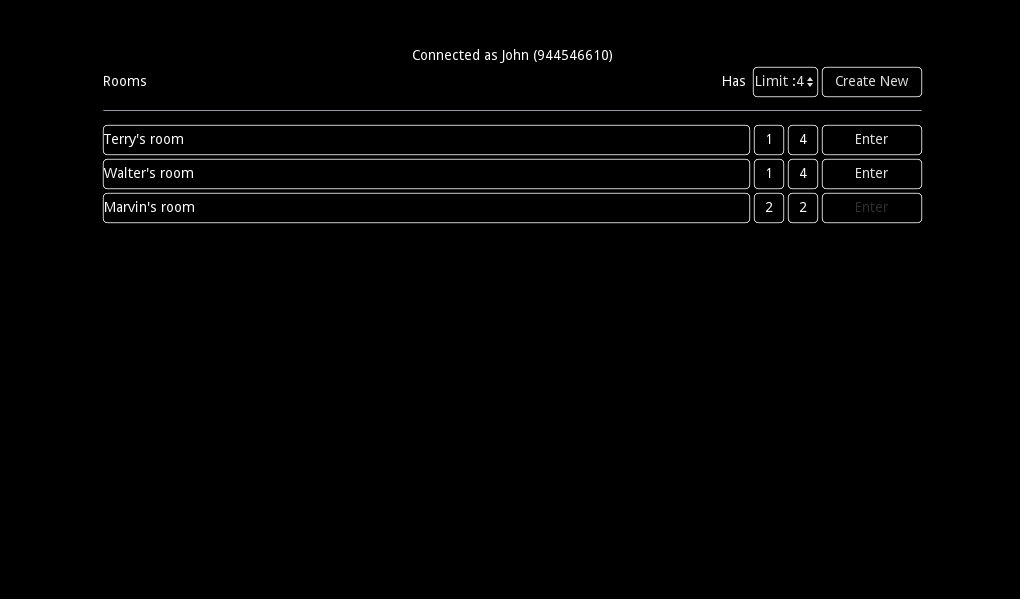 Connected as John (944546610)
Rooms Has Limit :4 Create New
Terry's room 1 4 Enter
Walter's room 1 4 Enter
Marvin's room 2 2 Enter